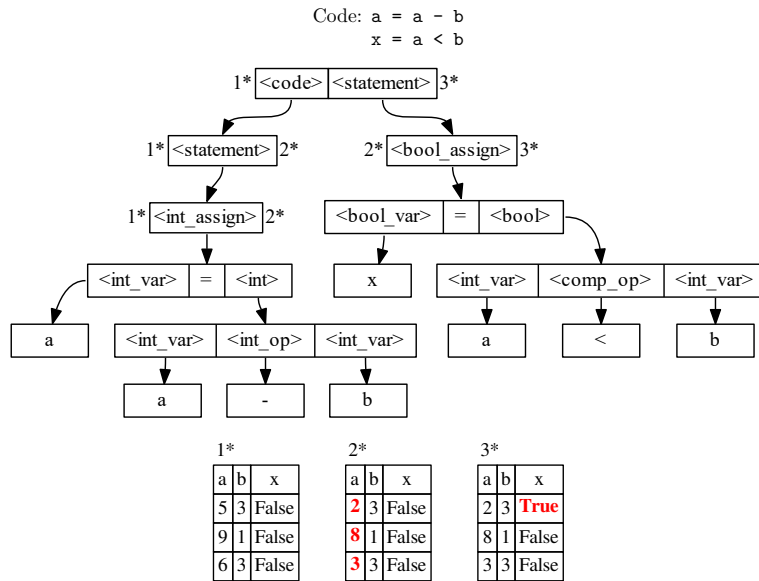 Code: a = a - b
x = a < b
1* <code> <statement> 3*
1* <statement> 2* 2* <bool_assign> 3*
1* <int_assign> 2* <bool_var> = <bool>
<int_var> = <int> x <int_var> <comp_op> <int_var>
a <int_var> <int_op> <int_var> a < b
a - b
1* 2* 3*
a b x a b x a b x
5 3 False 2 3 False 2 3 True
9 1 False 8 1 False 8 1 False
6 3 False 3 3 False 3 3 False